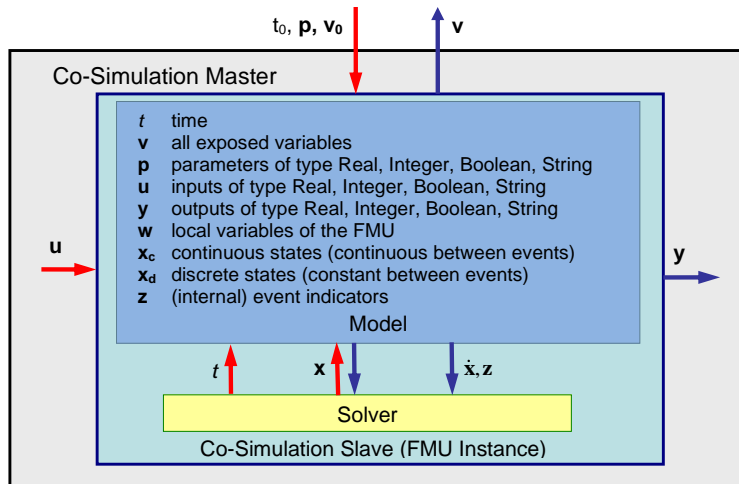 t0, p, v0
v
Co-Simulation Master
t time
v all exposed variables
p parameters of type Real, Integer, Boolean, String
u inputs of type Real, Integer, Boolean, String
y outputs of type Real, Integer, Boolean, String
w local variables of the FMU
xc continuous states (continuous between events)
xd discrete states (constant between events)
z (internal) event indicators
Model
u
y
t
x
ẋ, z
Solver
Co-Simulation Slave (FMU Instance)